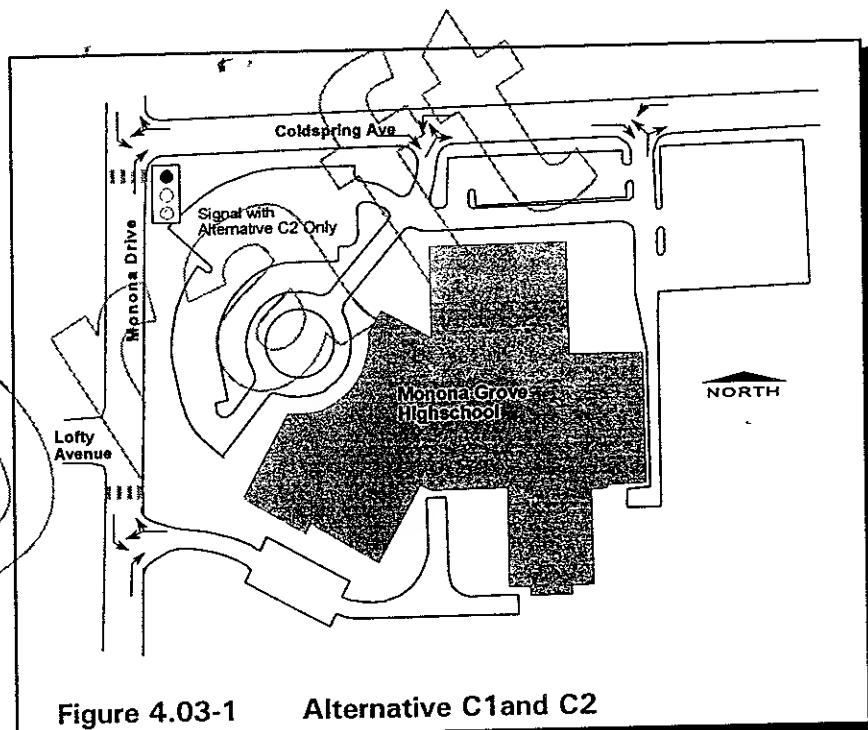 Coldspring Ave
Signal with
Alternative C2 Only
Monona Drive
Monona Grove
Highschool
NORTH
Lofty
Avenue
Figure 4.03-1 Alternative C1and C2